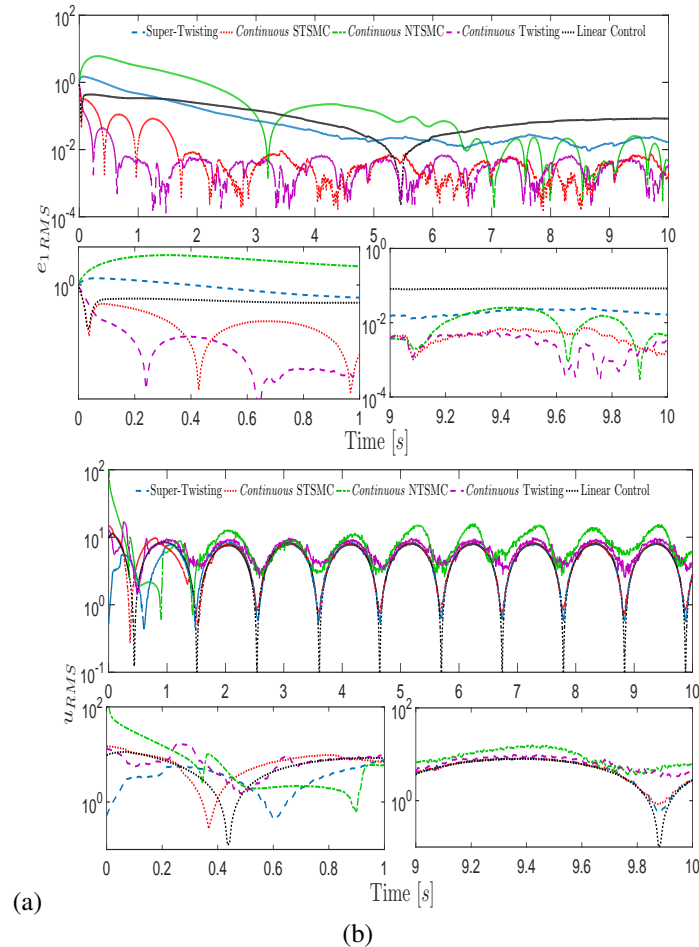 10^2
Super-Twisting Continuous STSMC Continuous NTSMC Continuous Twisting Linear Control
10^0
10^-2
10^-4
0 1 2 3 4 5 6 7 8 9 10
e_1RMS
10^0
0 0.2 0.4 0.6 0.8 1
10^0
10^-2
10^-4
9 9.2 9.4 9.6 9.8 10
Time [s]
10^2
Super-Twisting Continuous STSMC Continuous NTSMC Continuous Twisting Linear Control
10^1
10^0
10^-1
0 1 2 3 4 5 6 7 8 9 10
u_RMS
10^2
10^0
0 0.2 0.4 0.6 0.8 1
10^2
10^0
9 9.2 9.4 9.6 9.8 10
Time [s]
(a)
(b)